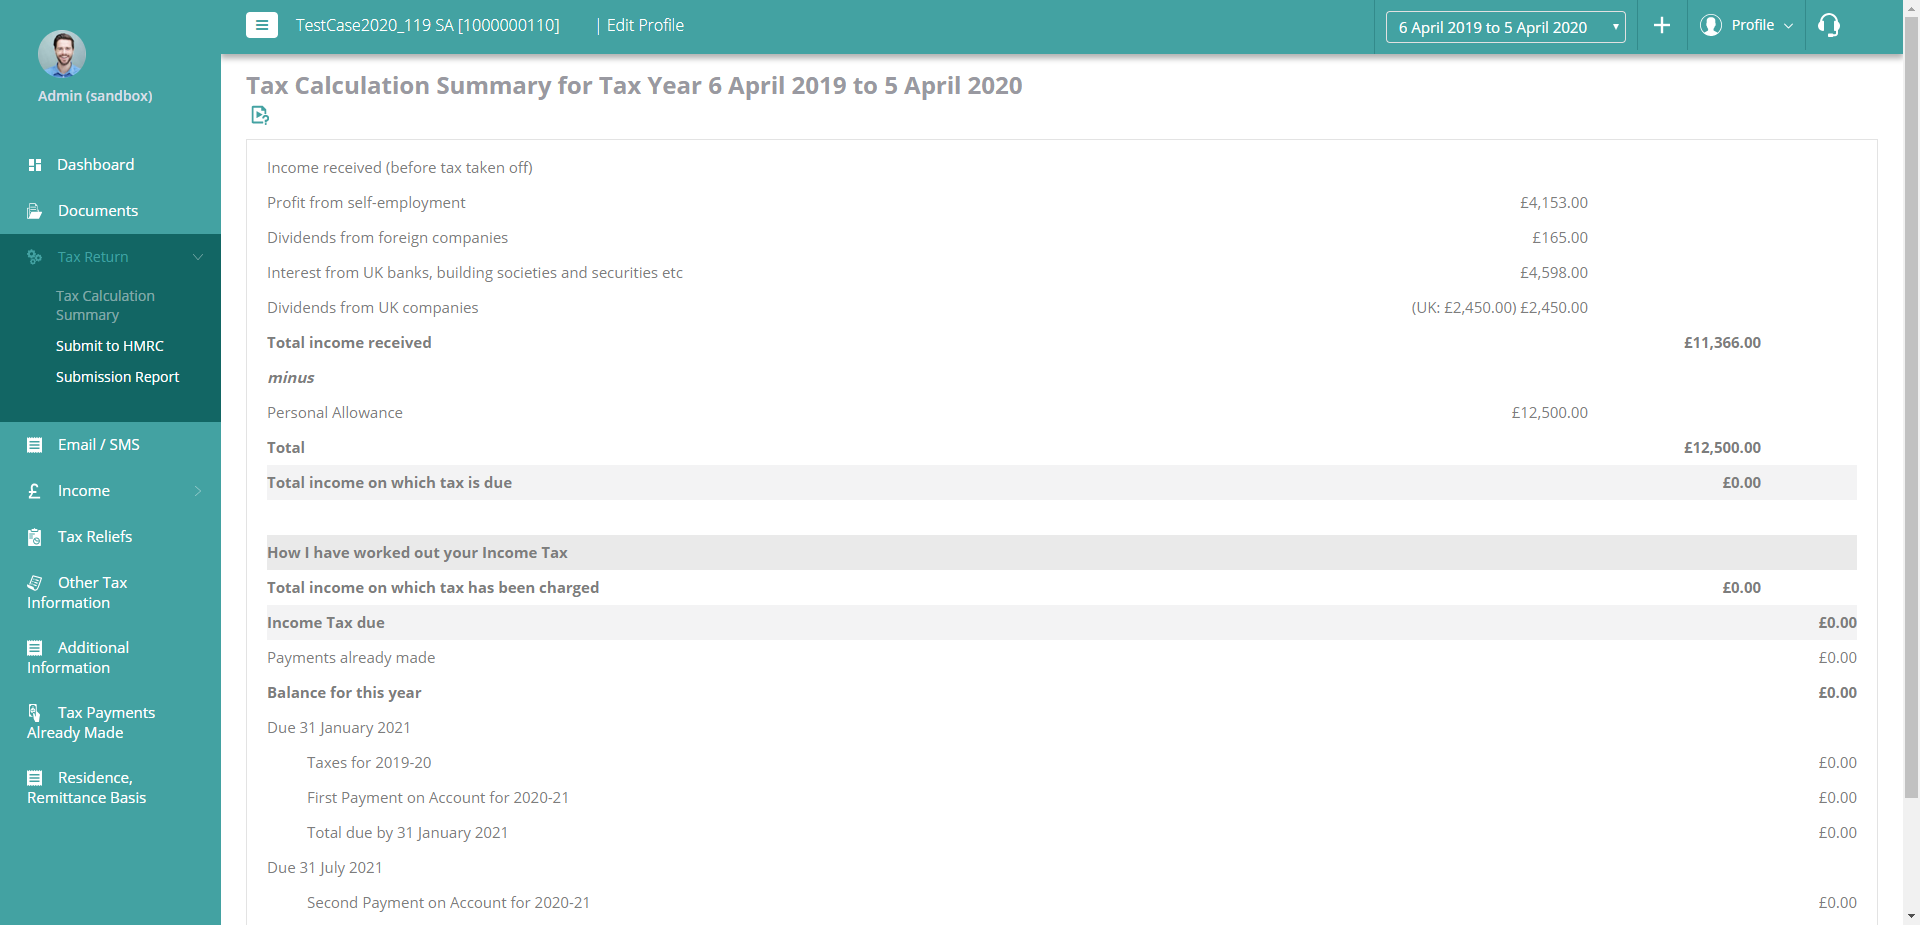 TestCase2020_119 SA [1000000110] | Edit Profile
6 April 2019 to 5 April 2020
Profile
Admin (sandbox)
Dashboard
Documents
Tax Return
Tax Calculation
Summary
Submit to HMRC
Submission Report
Email / SMS
£ Income
Tax Reliefs
Other Tax
Information
Additional
Information
Tax Payments
Already Made
Residence,
Remittance Basis
Tax Calculation Summary for Tax Year 6 April 2019 to 5 April 2020
Income received (before tax taken off)
Profit from self-employment £4,153.00
Dividends from foreign companies £165.00
Interest from UK banks, building societies and securities etc £4,598.00
Dividends from UK companies (UK: £2,450.00) £2,450.00
Total income received £11,366.00
minus
Personal Allowance £12,500.00
Total £12,500.00
Total income on which tax is due £0.00
How I have worked out your Income Tax
Total income on which tax has been charged £0.00
Income Tax due £0.00
Payments already made £0.00
Balance for this year £0.00
Due 31 January 2021
Taxes for 2019-20 £0.00
First Payment on Account for 2020-21 £0.00
Total due by 31 January 2021 £0.00
Due 31 July 2021
Second Payment on Account for 2020-21 £0.00